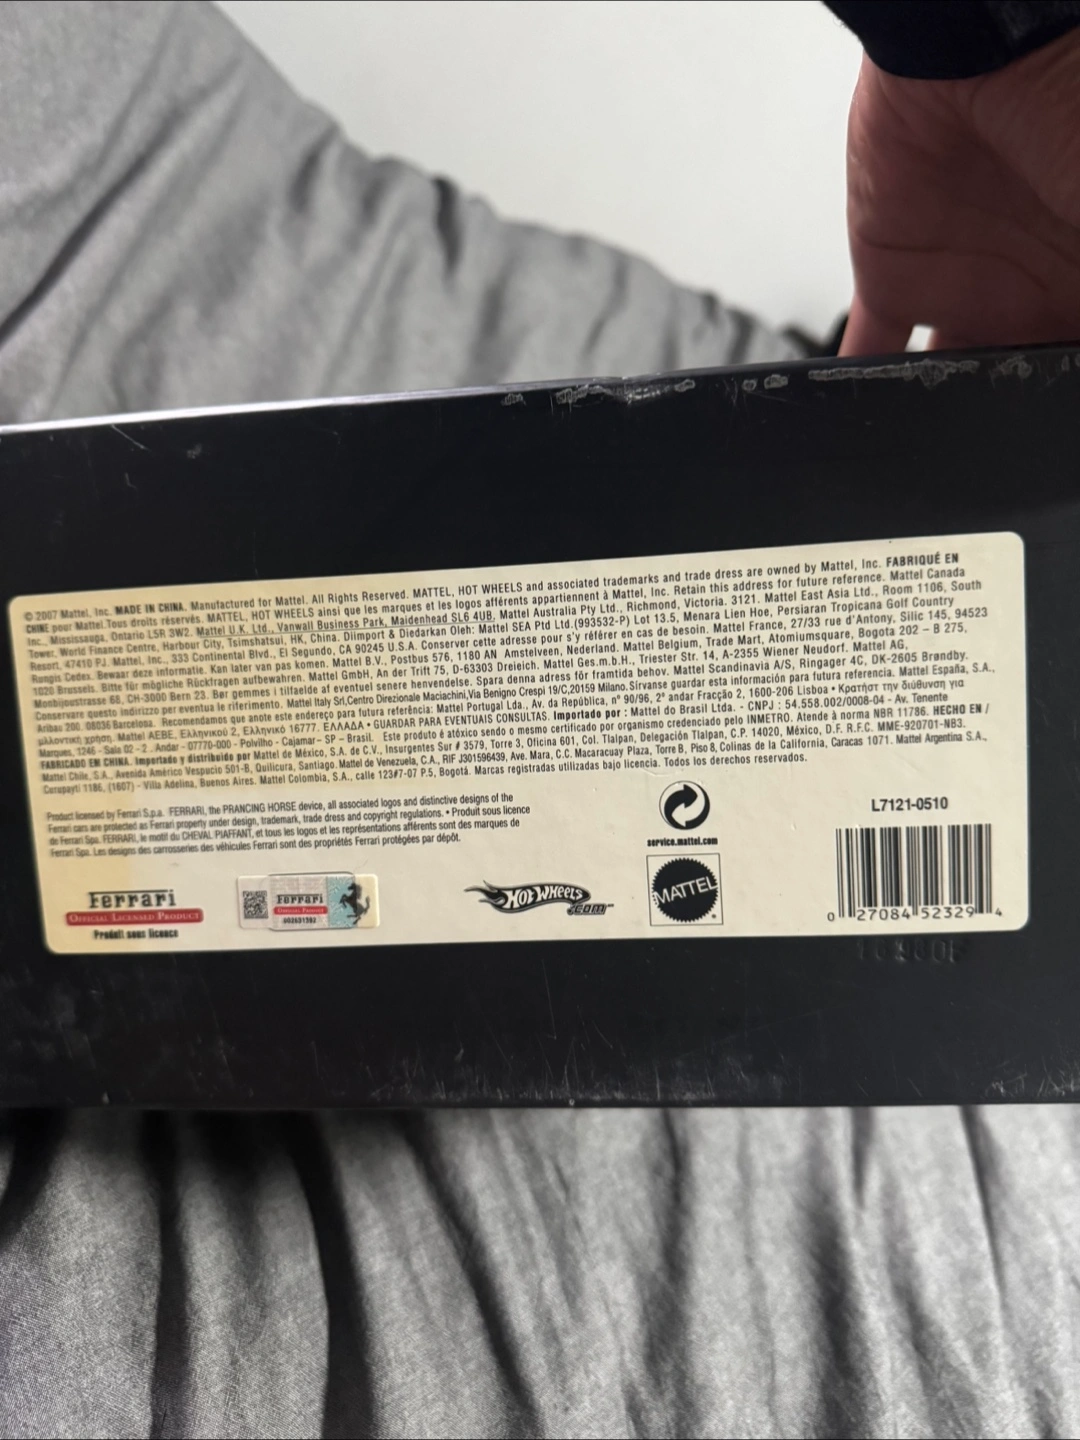 © 2007 Mattel, Inc. MADE IN CHINA. Manufactured for Mattel. All Rights Reserved. MATTEL, HOT WHEELS and associated trademarks and trade dress are owned by Mattel, Inc. FABRIQUÉ EN
CHINE pour Mattel.Tous droits réservés. MATTEL, HOT WHEELS ainsi que les marques et les logos afférents appartiennent à Mattel, Inc. Retain this address for future reference. Mattel Canada
Inc., Mississauga, Ontario L5R 3W2. Mattel U.K. Ltd., Vanwall Business Park, Maidenhead SL6 4UB. Mattel Australia Pty Ltd., Richmond, Victoria. 3121. Mattel East Asia Ltd., Room 1106, South
Tower, World Finance Centre, Harbour City, Tsimshatsui, HK, China. Diimport & Diedarkan Oleh: Mattel SEA Ptd Ltd.(993532-P) Lot 13.5, Menara Lien Hoe, Persiaran Tropicana Golf Country
Resort, 47410 PJ. Mattel, Inc., 333 Continental Blvd., El Segundo, CA 90245 U.S.A. Conserver cette adresse pour s'y référer en cas de besoin. Mattel France, 27/33 rue d'Antony, Silic 145, 94523
Rungis Cedex. Bewaar deze informatie. Kan later van pas komen. Mattel B.V., Postbus 576, 1180 AN Amstelveen, Nederland. Mattel Belgium, Trade Mart, Atomiumsquare, Bogota 202 – B 275,
1020 Brussels. Bitte für mögliche Rückfragen aufbewahren. Mattel GmbH, An der Trift 75, D-63303 Dreieich. Mattel Ges.m.b.H., Triester Str. 14, A-2355 Wiener Neudorf. Mattel AG,
Monbijoustrasse 68, CH-3000 Bern 23. Bør gemmes i tilfælde af eventuel senere henvendelse. Spara denna adress för framtida behov. Mattel Scandinavia A/S, Ringager 4C, DK-2605 Brøndby.
Conservare questo indirizzo per eventua le riferimento. Mattel Italy Srl,Centro Direzionale Maciachini,Via Benigno Crespi 19/C,20159 Milano.Sírvanse guardar esta información para futura referencia. Mattel España, S.A.,
Aribau 200. 08036 Barcelona. Recomendamos que anote este endereço para futura referência: Mattel Portugal Lda., Av. da República, nº 90/96, 2º andar Fracção 2, 1600-206 Lisboa • Κρατήστ την διύθυνση για
μλλοντική χρήση. Mattel AEBE, Ελληνικού 2, Ελληνικό 16777. ΕΛΛΑΔΑ • GUARDAR PARA EVENTUAIS CONSULTAS. Importado por : Mattel do Brasil Ltda. - CNPJ : 54.558.002/0008-04 - Av. Tenente
Marques, 1246 - Sala 02 - 2 . Andar - 07770-000 - Polvilho - Cajamar– SP – Brasil. Este produto é atóxico sendo o mesmo certificado por organismo credenciado pelo INMETRO. Atende à norma NBR 11786. HECHO EN /
FABRICADO EN CHINA. Importado y distribuido por Mattel de México, S.A. de C.V., Insurgentes Sur # 3579, Torre 3, Oficina 601, Col. Tlalpan, Delegación Tlalpan, C.P. 14020, México, D.F. R.F.C. MME-920701-NB3.
Mattel Chile, S.A., Avenida Américo Vespucio 501-B, Quilicura, Santiago. Mattel de Venezuela, C.A., RIF J301596439, Ave. Mara, C.C. Macaracuay Plaza, Torre B, Piso 8, Colinas de la California, Caracas 1071. Mattel Argentina S.A.,
Curupaytí 1186, (1607) - Villa Adelina, Buenos Aires. Mattel Colombia, S.A., calle 123#7-07 P.5, Bogotá. Marcas registradas utilizadas bajo licencia. Todos los derechos reservados.
Product licensed by Ferrari S.p.a. FERRARI, the PRANCING HORSE device, all associated logos and distinctive designs of the
Ferrari cars are protected as Ferrari property under design, trademark, trade dress and copyright regulations. • Produit sous licence
de Ferrari Spa. FERRARI, le motif du CHEVAL PIAFFANT, et tous les logos et les représentations afférents sont des marques de
Ferrari Spa. Les designs des carrosseries des véhicules Ferrari sont des propriétés Ferrari protégées par dépôt.
L7121-0510
service.mattel.com
Ferrari
OFFICIAL LICENSED PRODUCT
Produit sous licence
Ferrari
OFFICIAL PRODUCT
HOT WHEELS
.com
MATTEL
0 27084 52329 4